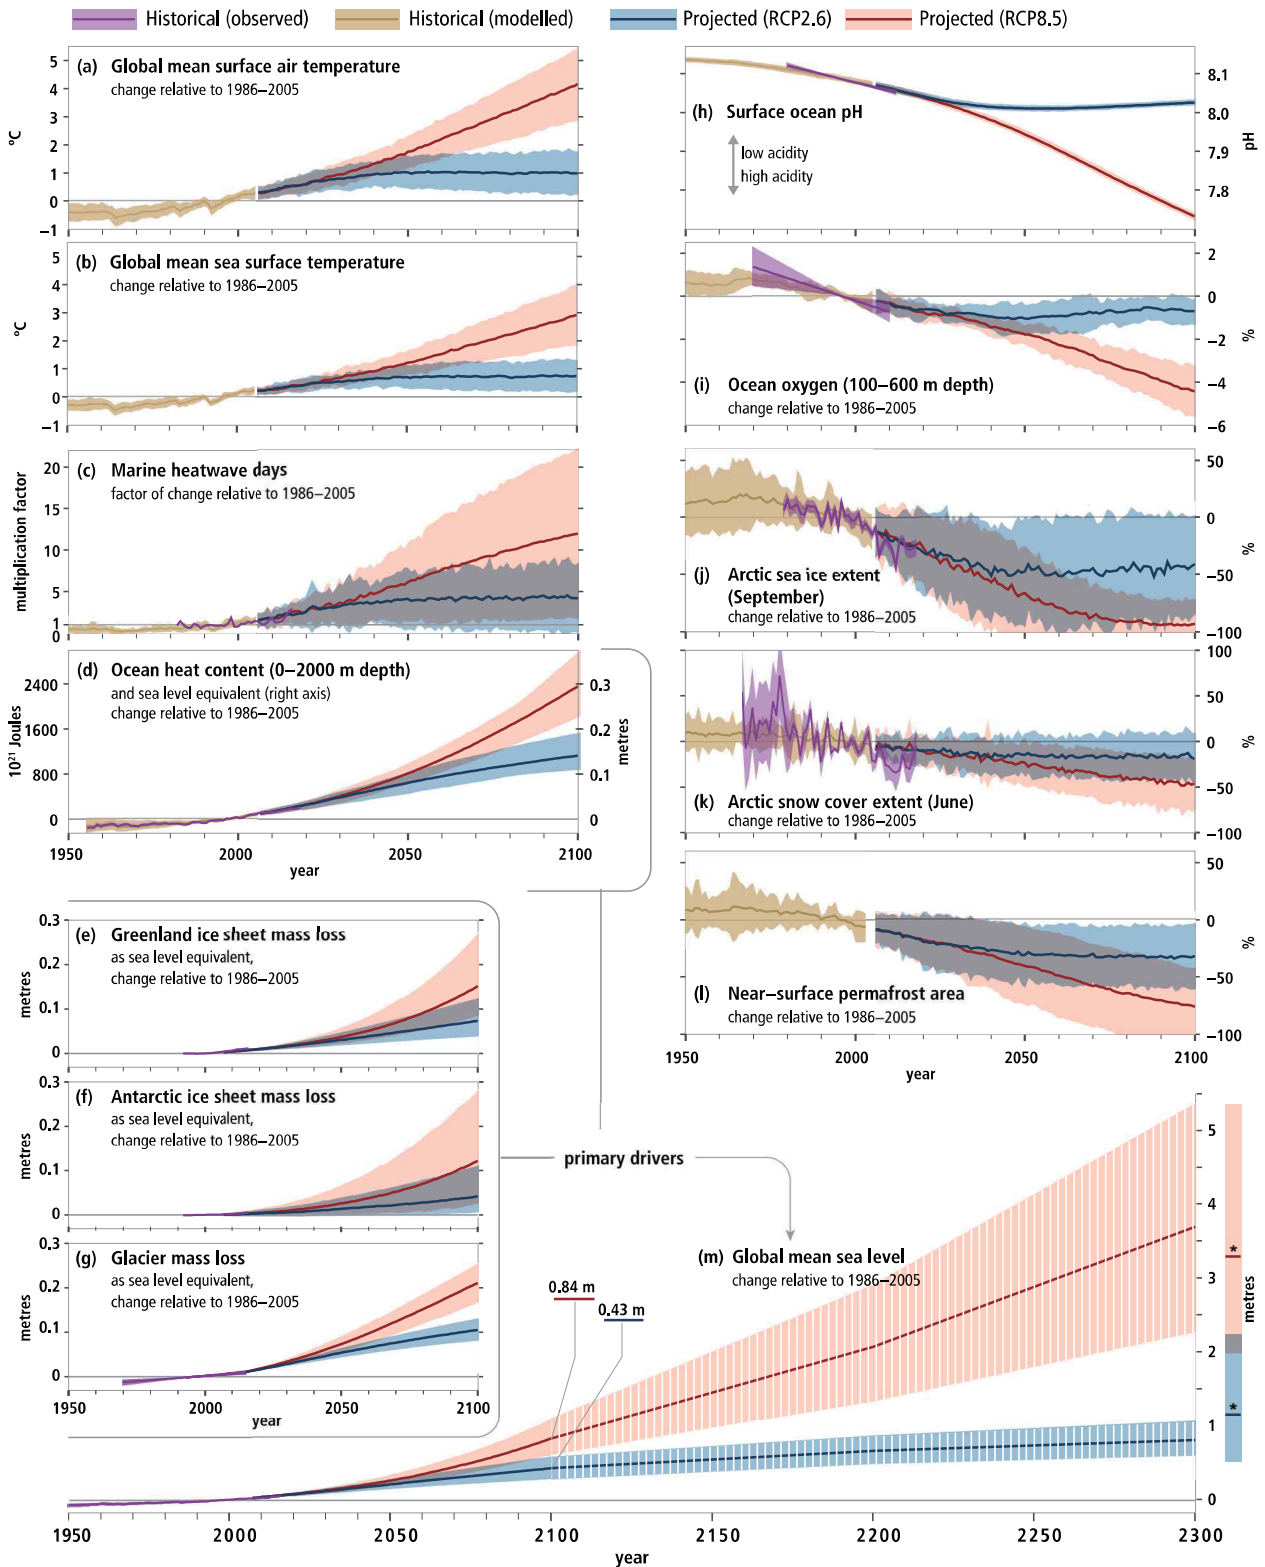 Historical (observed) Historical (modelled) Projected (RCP2.6) Projected (RCP8.5)
(a) Global mean surface air temperature
change relative to 1986–2005
5
4
3
2
1
0
−1
ºC
(b) Global mean sea surface temperature
change relative to 1986–2005
5
4
3
2
1
0
−1
ºC
(c) Marine heatwave days
factor of change relative to 1986–2005
20
15
10
5
1
0
multiplication factor
(d) Ocean heat content (0–2000 m depth)
and sea level equivalent (right axis)
change relative to 1986–2005
2400
1600
800
0
10²¹ Joules
0.3
0.2
0.1
0
metres
1950 2000 2050 2100
year
(e) Greenland ice sheet mass loss
as sea level equivalent,
change relative to 1986–2005
0.3
0.2
0.1
0
metres
(f) Antarctic ice sheet mass loss
as sea level equivalent,
change relative to 1986–2005
0.3
0.2
0.1
0
metres
(g) Glacier mass loss
as sea level equivalent,
change relative to 1986–2005
0.3
0.2
0.1
0
metres
1950 2000 2050 2100
year
(h) Surface ocean pH
low acidity
high acidity
8.1
8.0
7.9
7.8
pH
(i) Ocean oxygen (100–600 m depth)
change relative to 1986–2005
2
0
−2
−4
−6
%
(j) Arctic sea ice extent
(September)
change relative to 1986–2005
50
0
−50
−100
%
(k) Arctic snow cover extent (June)
change relative to 1986–2005
100
50
0
−50
−100
%
(l) Near–surface permafrost area
change relative to 1986–2005
50
0
−50
−100
%
1950 2000 2050 2100
year
primary drivers
(m) Global mean sea level
change relative to 1986–2005
0.84 m
0.43 m
5
4
3
2
1
0
metres
*
*
1950 2000 2050 2100 2150 2200 2250 2300
year